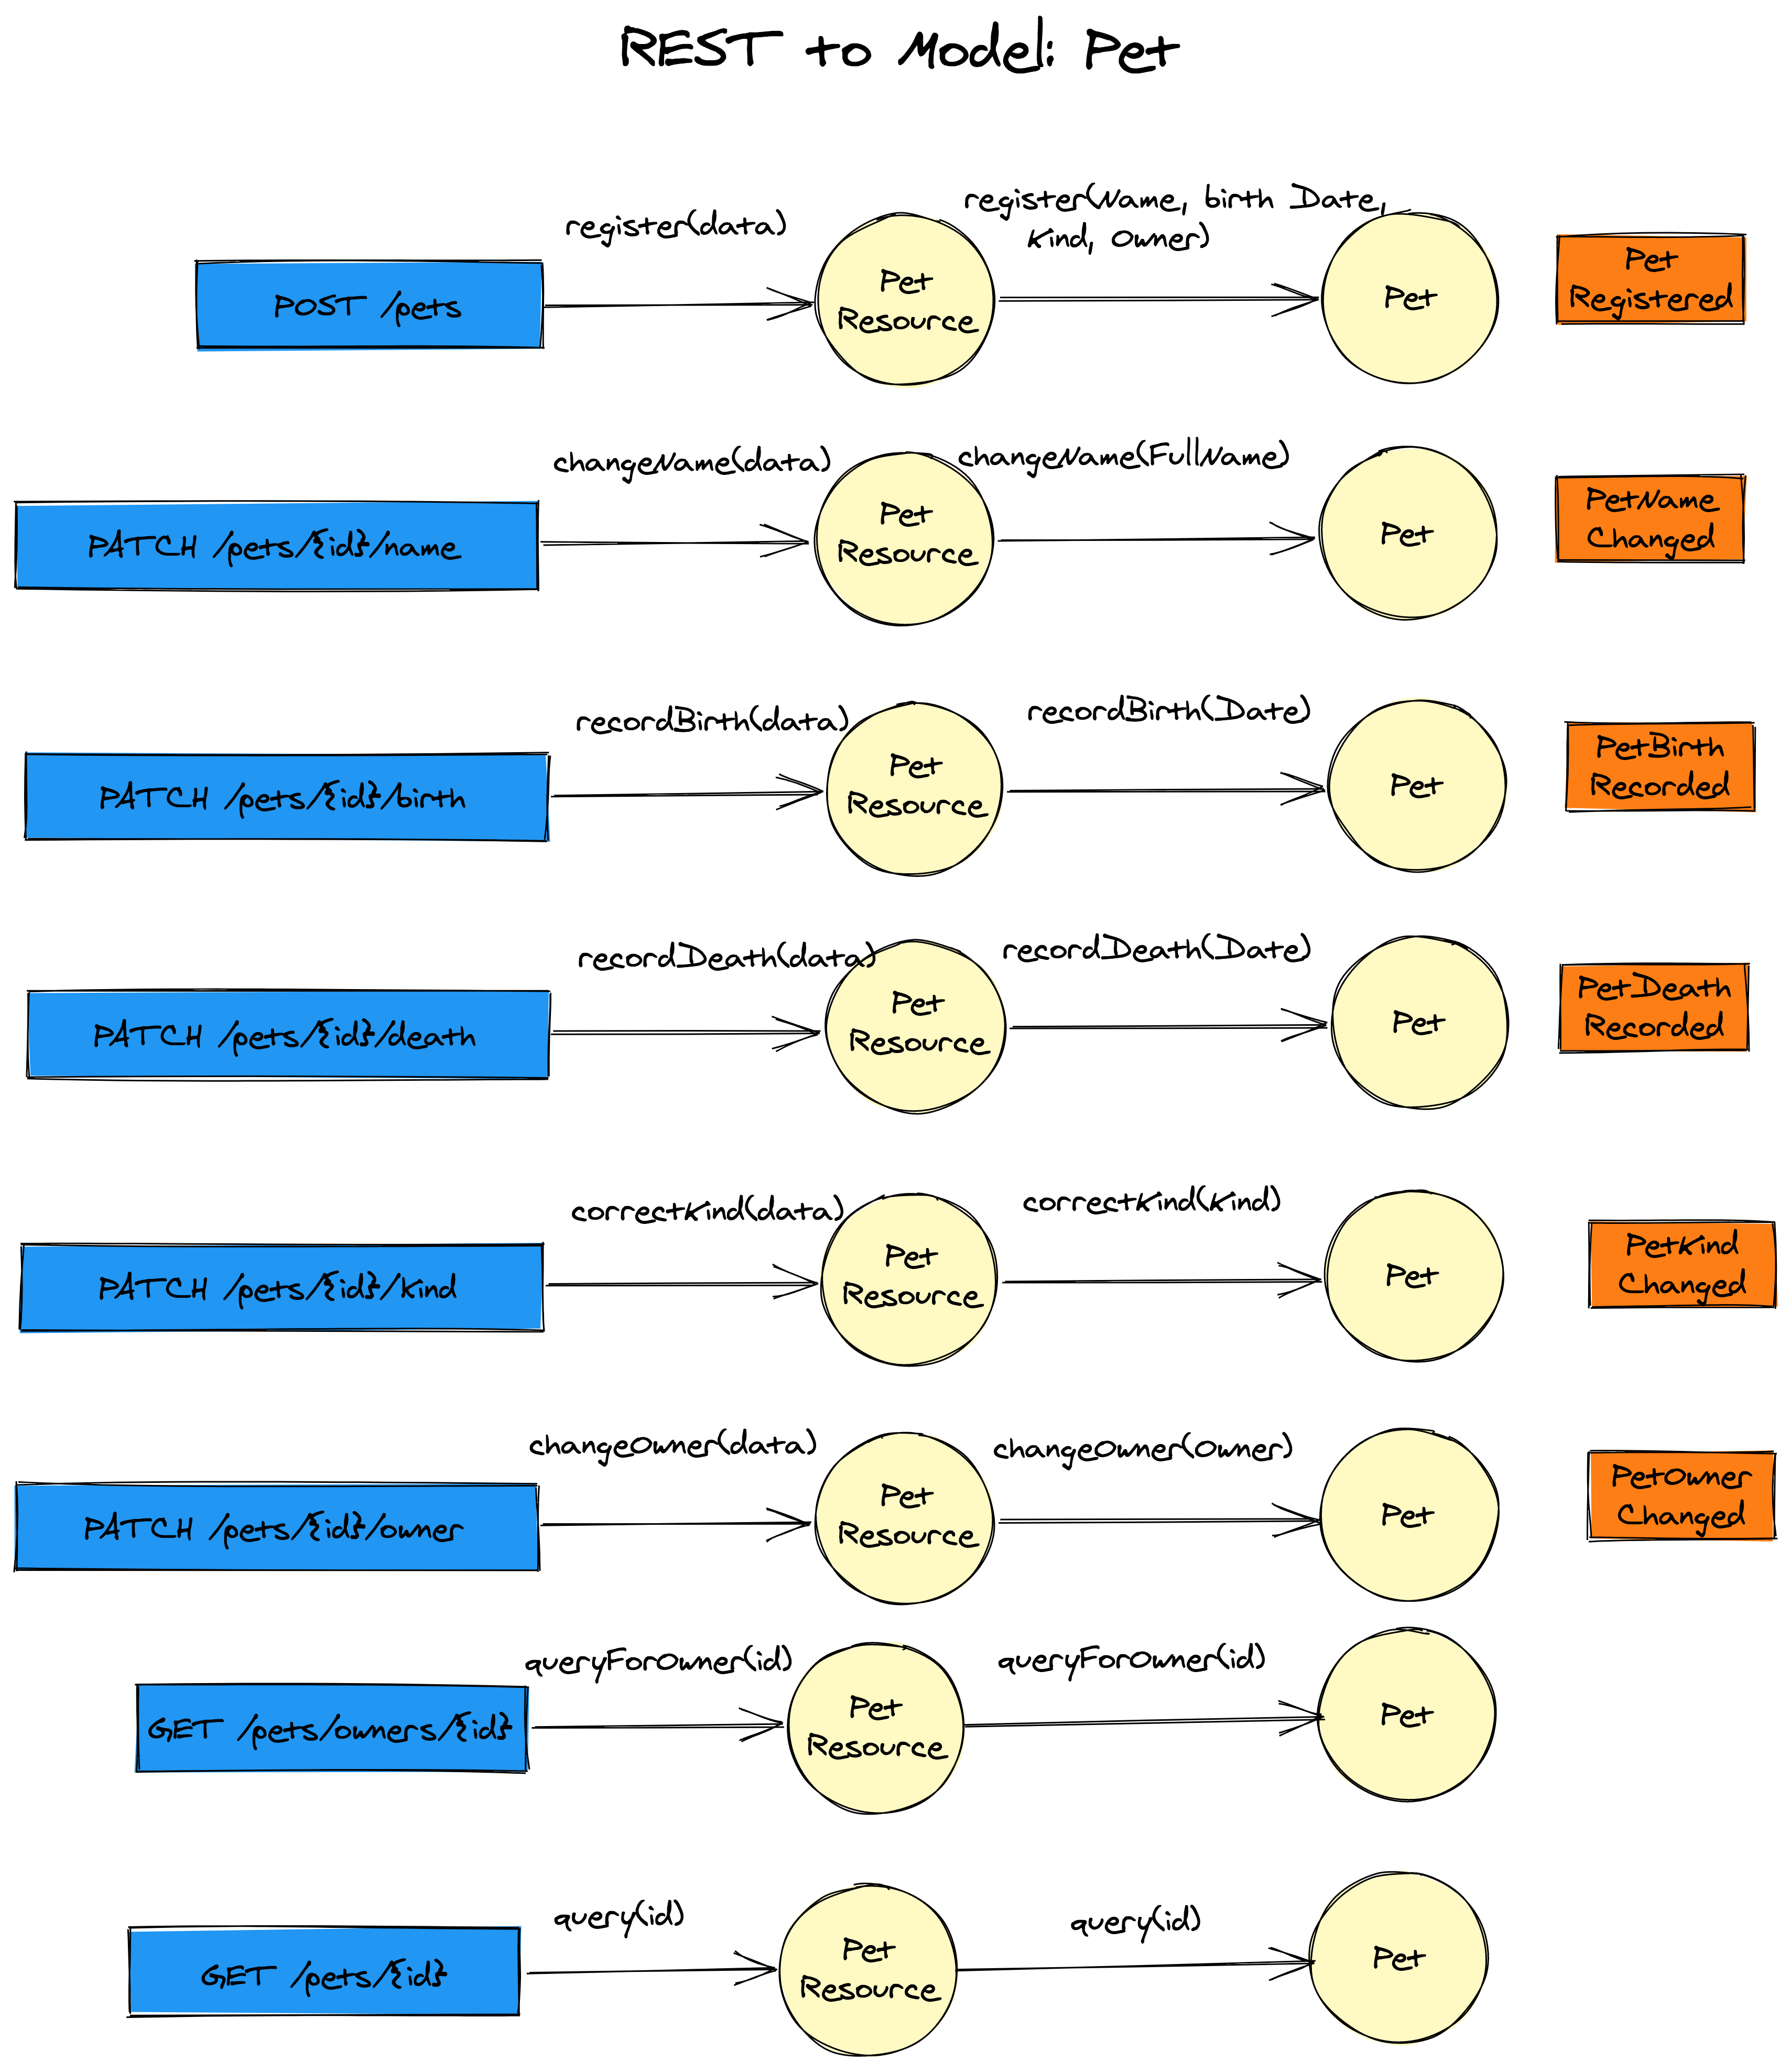 REST to Model: Pet
register(data)
register(Name, birth Date,
Kind, Owner)
POST /pets
Pet
Resource
Pet
Pet
Registered
changeName(data)
changeName(FullName)
PATCH /pets/{id}/name
Pet
Resource
Pet
PetName
Changed
recordBirth(data)
recordBirth(Date)
PATCH /pets/{id}/birth
Pet
Resource
Pet
PetBirth
Recorded
recordDeath(data)
recordDeath(Date)
PATCH /pets/{id}/death
Pet
Resource
Pet
PetDeath
Recorded
correctKind(data)
correctKind(Kind)
PATCH /pets/{id}/kind
Pet
Resource
Pet
PetKind
Changed
changeOwner(data)
changeOwner(Owner)
PATCH /pets/{id}/owner
Pet
Resource
Pet
PetOwner
Changed
queryForOwner(id)
queryForOwner(id)
GET /pets/owners/{id}
Pet
Resource
Pet
query(id)
query(id)
GET /pets/{id}
Pet
Resource
Pet